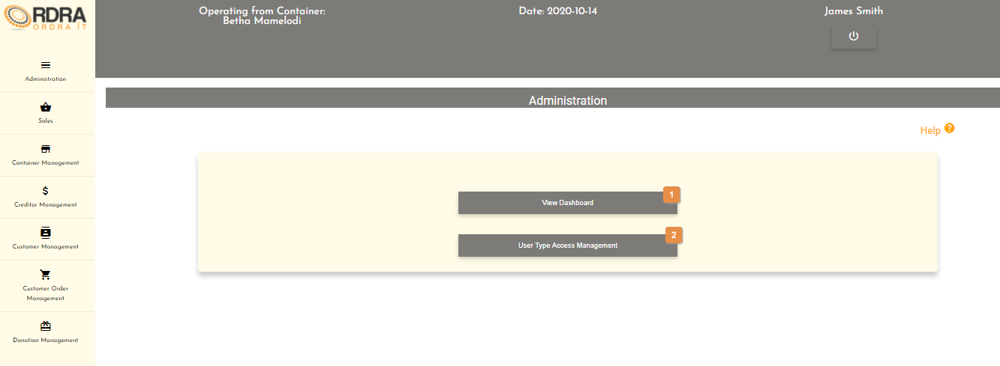 RDRA
ORDRA IT
Operating from Container:
Betha Mamelodi
Date: 2020-10-14
James Smith
Administration
Sales
Container Management
Creditor Management
Customer Management
Customer Order
Management
Donation Management
Administration
Help ?
1
View Dashboard
2
User Type Access Management